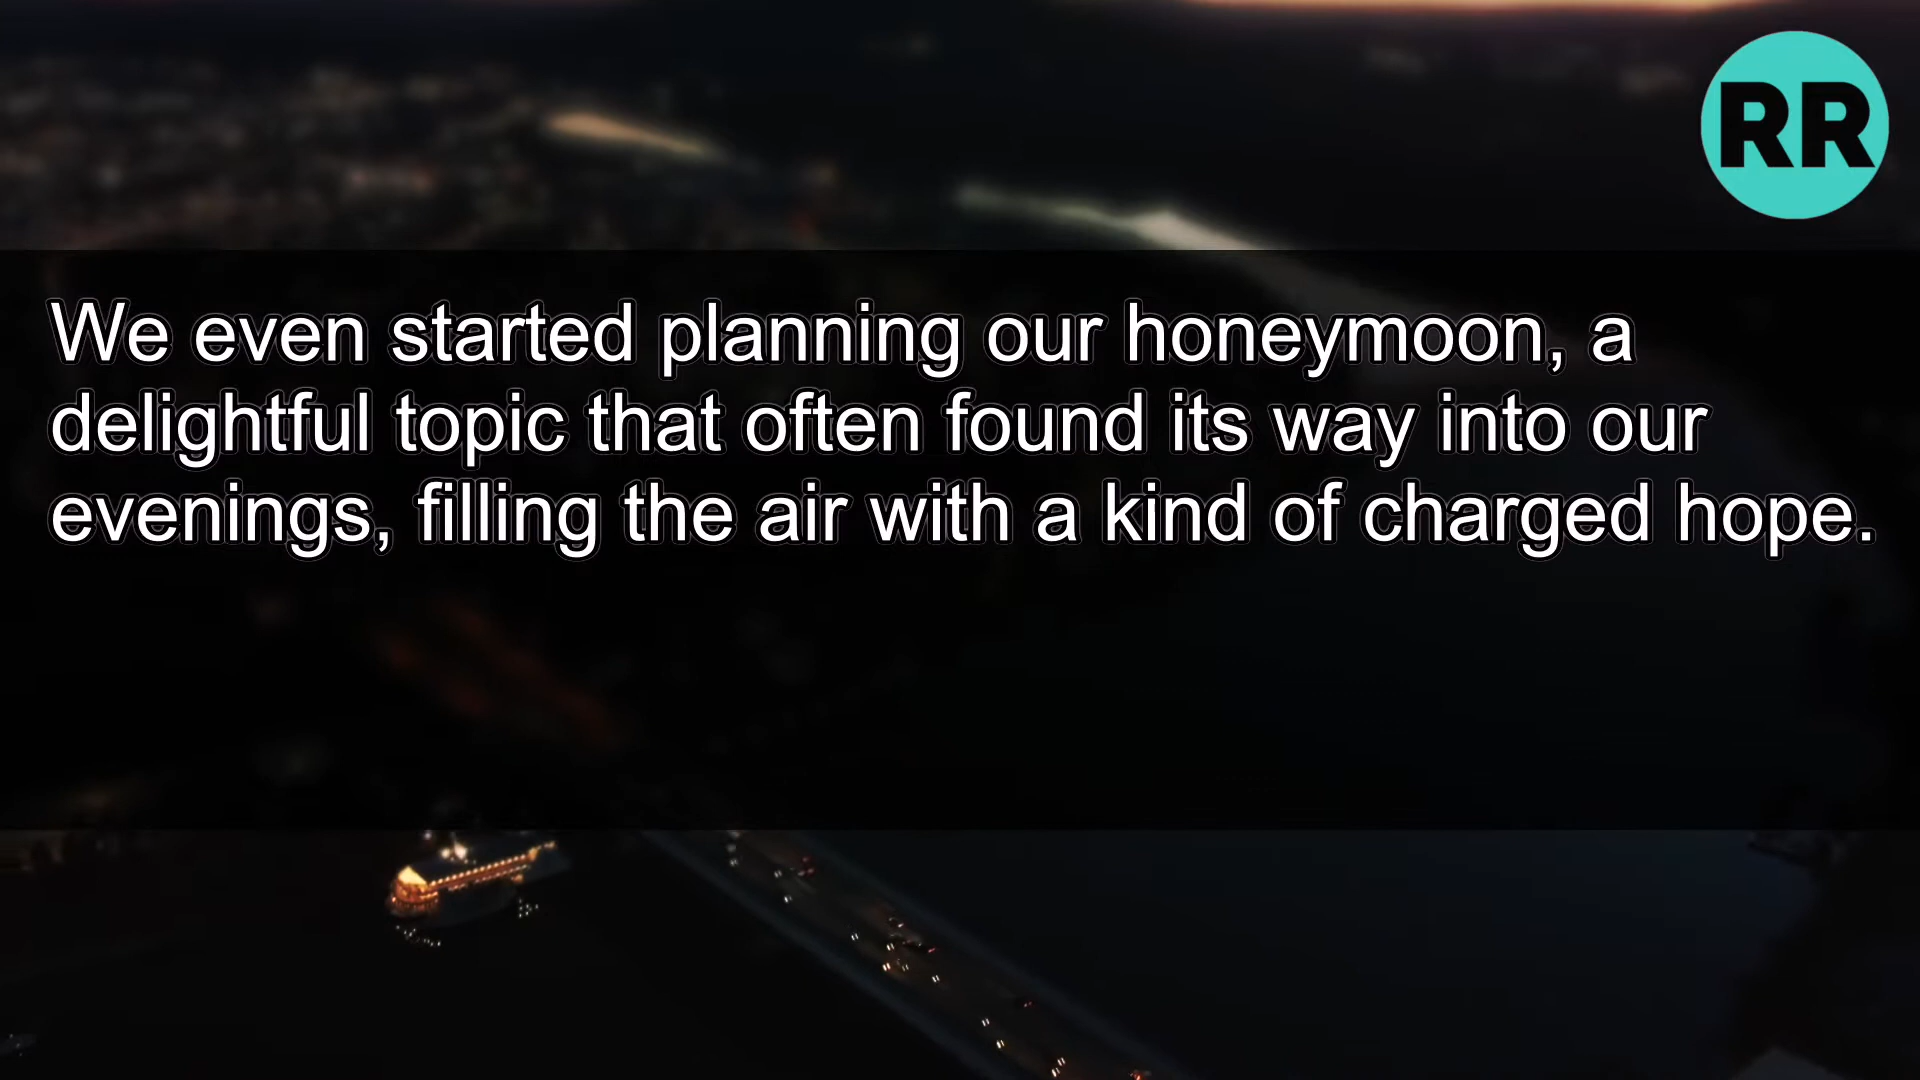 RR
We even started planning our honeymoon, a
delightful topic that often found its way into our
evenings, filling the air with a kind of charged hope.